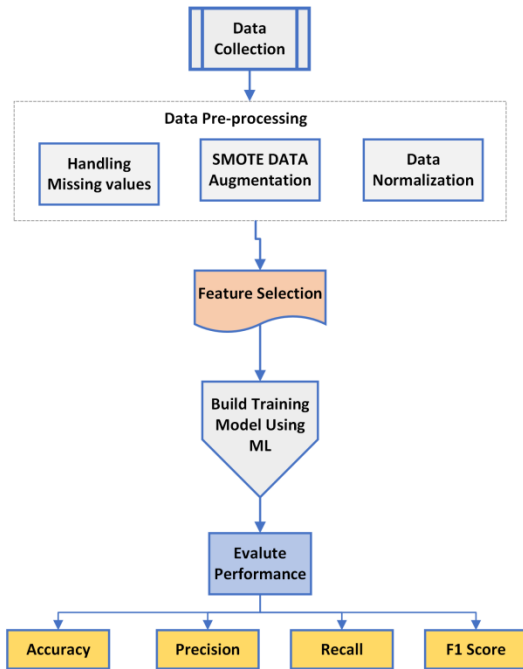 Data
Collection
Data Pre-processing
Handling
Missing values
SMOTE DATA
Augmentation
Data
Normalization
Feature Selection
Build Training
Model Using
ML
Evalute
Performance
Accuracy
Precision
Recall
F1 Score